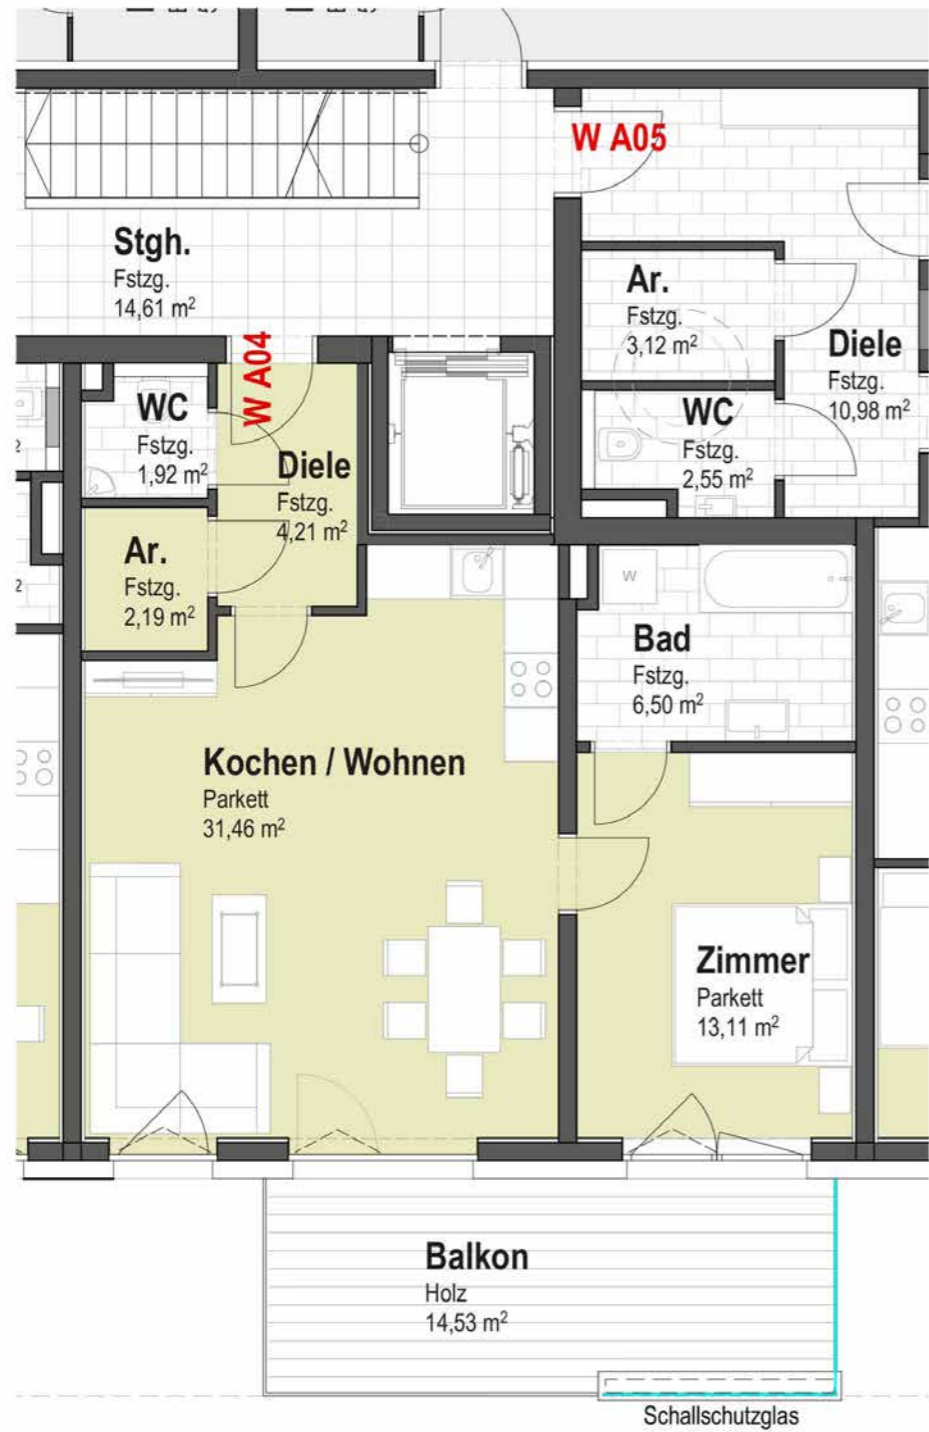 W A05
Stgh.
Fstzg.
14,61 m²
Ar.
Fstzg.
3,12 m²
Diele
Fstzg.
10,98 m²
W A04
WC
Fstzg.
1,92 m²
WC
Fstzg.
2,55 m²
Diele
Fstzg.
4,21 m²
Ar.
Fstzg.
2,19 m²
W
Bad
Fstzg.
6,50 m²
Kochen / Wohnen
Parkett
31,46 m²
Zimmer
Parkett
13,11 m²
Balkon
Holz
14,53 m²
Schallschutzglas